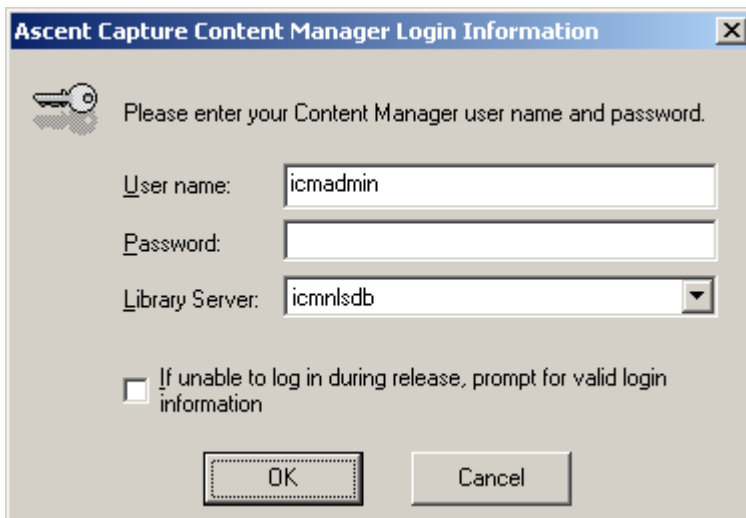 Ascent Capture Content Manager Login Information
Please enter your Content Manager user name and password.
User name: icmadmin
Password:
Library Server: icmnlsdb
If unable to log in during release, prompt for valid login
information
OK Cancel